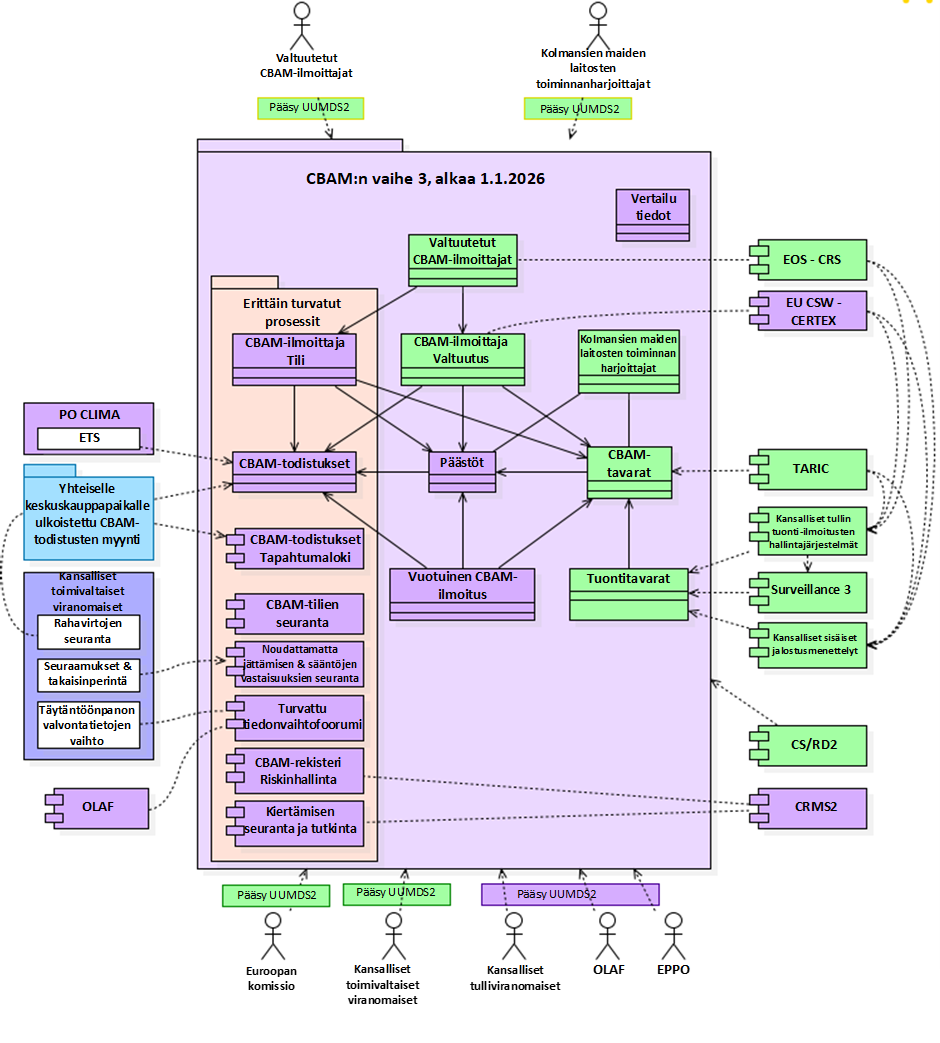 Valtuutetut
CBAM-ilmoittajat
Kolmansien maiden
laitosten
toiminnanharjoittajat
Pääsy UUMDS2
Pääsy UUMDS2
CBAM:n vaihe 3, alkaa 1.1.2026
Vertailu
tiedot
Valtuutetut
CBAM-ilmoittajat
EOS - CRS
EU CSW -
CERTEX
Erittäin turvatut
prosessit
CBAM-ilmoittaja
Tili
CBAM-ilmoittaja
Valtuutus
Kolmansien maiden
laitosten toiminnan
harjoittajat
PO CLIMA
ETS
CBAM-todistukset
Päästöt
CBAM-
tavarat
TARIC
Yhteiselle
keskuskauppapaikalle
ulkoistettu CBAM-
todistusten myynti
CBAM-todistukset
Tapahtumaloki
Kansalliset tullin
tuonti-ilmoitusten
hallintajärjestelmät
Vuotuinen CBAM-
ilmoitus
Tuontitavarat
Surveillance 3
Kansalliset
toimivaltaiset
viranomaiset
Rahavirtojen
seuranta
Seuraamukset &
takaisinperintä
Täytäntöönpanon
valvontatietojen
vaihto
CBAM-tilien
seuranta
Noudattamatta
jättämisen & sääntöjen
vastaisuuksien seuranta
Kansalliset sisäiset
jalostusmenettelyt
Turvattu
tiedonvaihtofoorumi
CS/RD2
CBAM-rekisteri
Riskinhallinta
OLAF
Kiertämisen
seuranta ja tutkinta
CRMS2
Pääsy UUMDS2
Pääsy UUMDS2
Pääsy UUMDS2
Euroopan
komissio
Kansalliset
toimivaltaiset
viranomaiset
Kansalliset
tulliviranomaiset
OLAF
EPPO